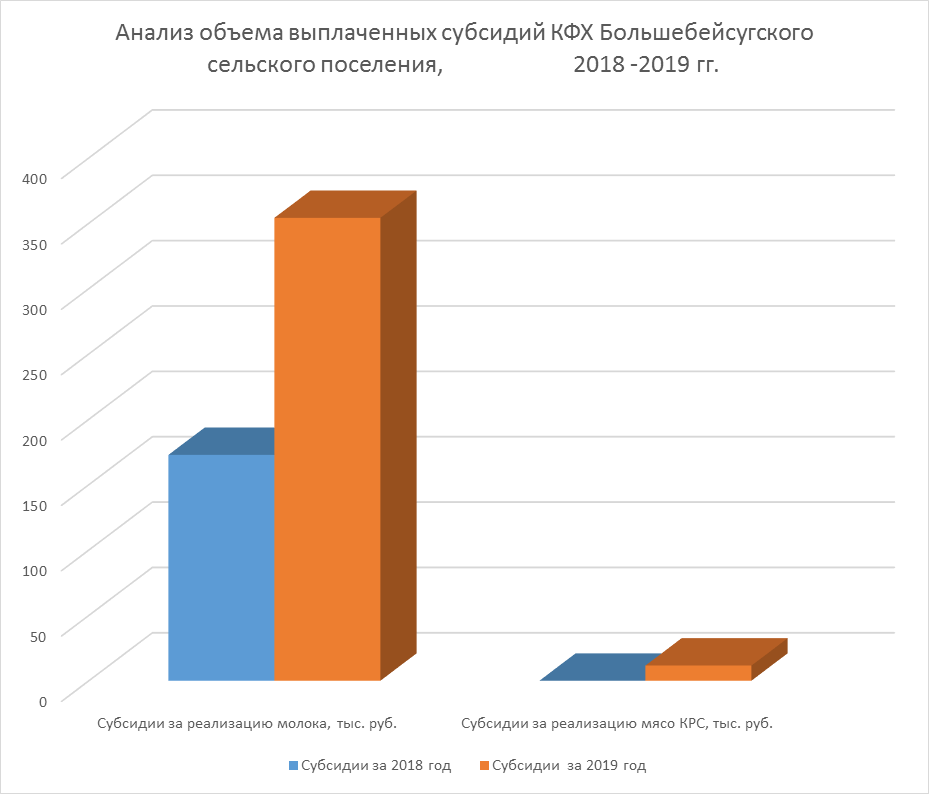 Анализ объема выплаченных субсидий КФХ Большебейсугского
сельского поселения, 2018 -2019 гг.
400
350
300
250
200
150
100
50
0
Субсидии за реализацию молока, тыс. руб.
Субсидии за реализацию мясо КРС, тыс. руб.
Субсидии за 2018 год
Субсидии за 2019 год